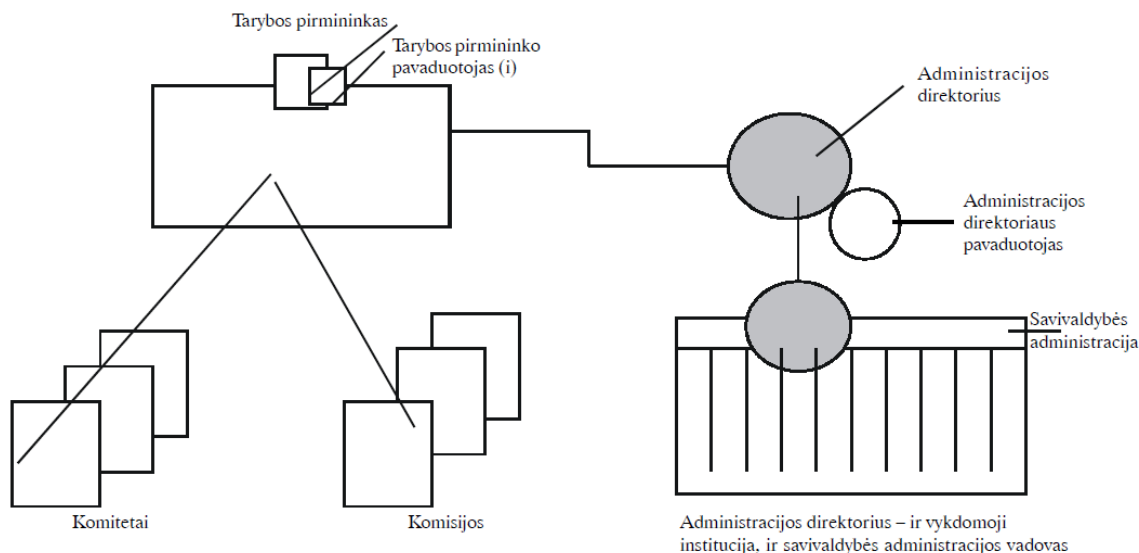 Tarybos pirmininkas
Tarybos pirmininko
pavaduotojas (i)
Administracijos
direktorius
Administracijos
direktoriaus
pavaduotojas
Savivaldybės
administracija
Komitetai
Komisijos
Administracijos direktorius – ir vykdomoji
institucija, ir savivaldybės administracijos vadovas